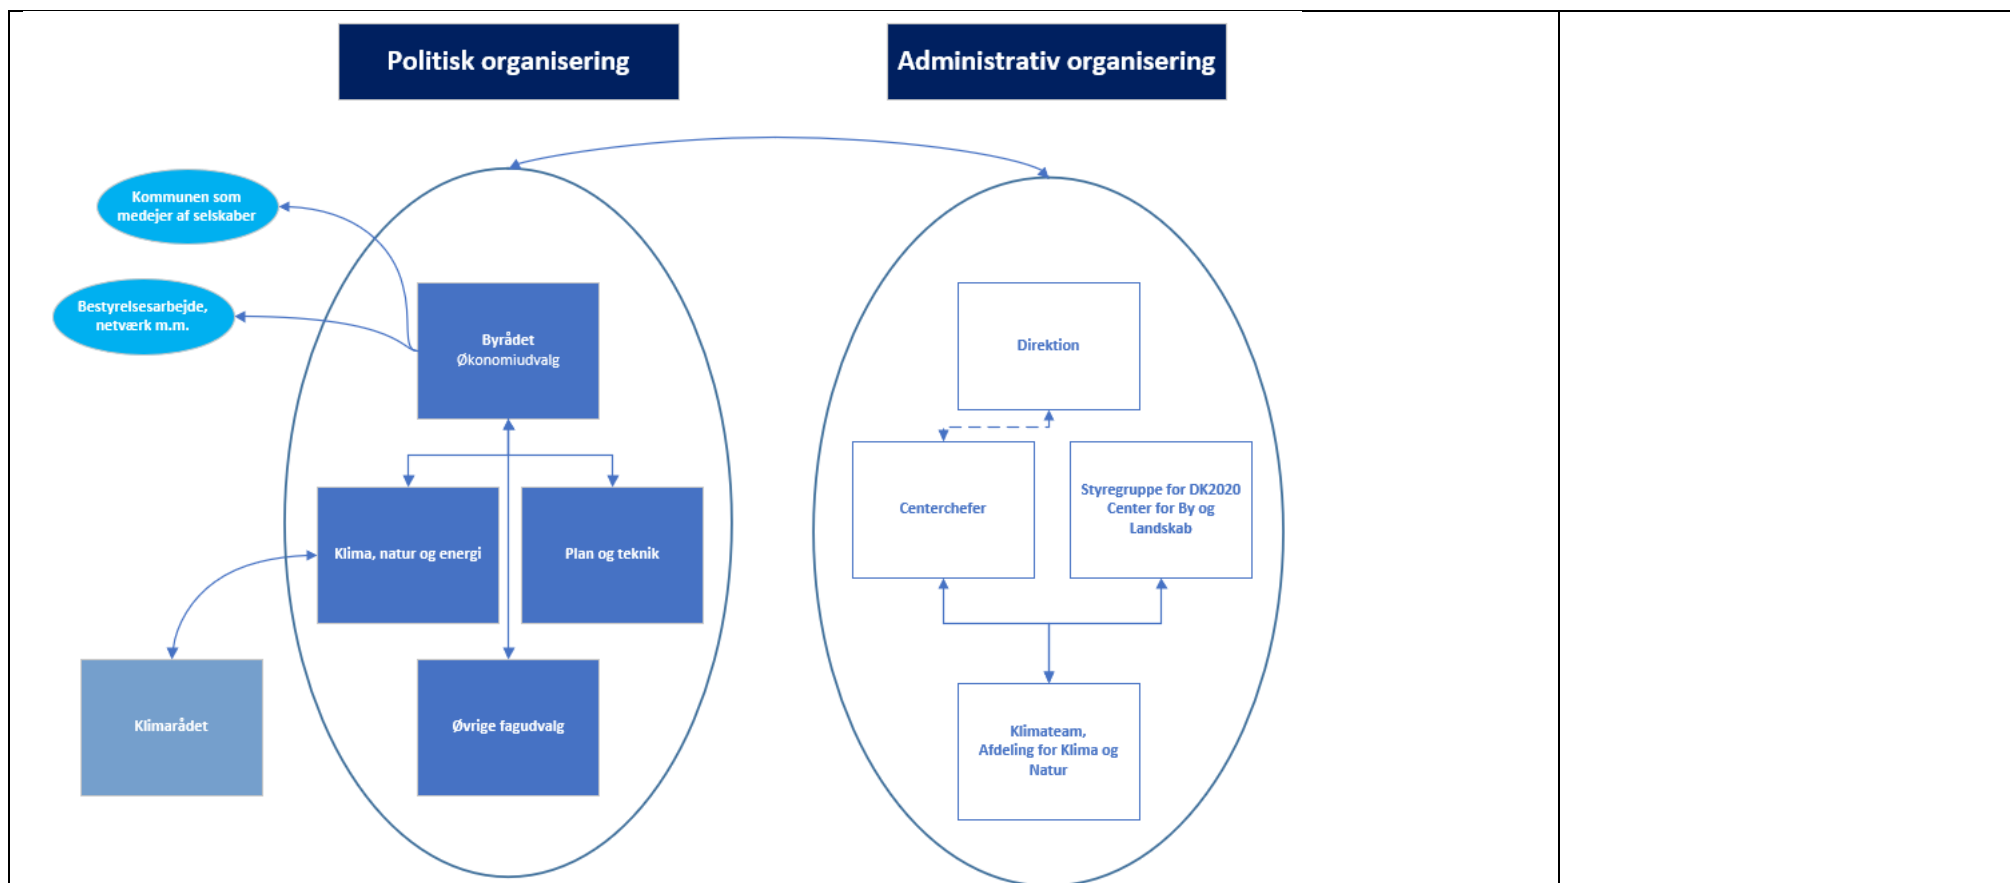 Politisk organisering
Administrativ organisering
Kommunen som
medejer af selskaber
Bestyrelsesarbejde,
netværk m.m.
Byrådet
Økonomiudvalg
Direktion
Centerchefer
Styregruppe for DK2020
Center for By og
Landskab
Klima, natur og energi
Plan og teknik
Klimarådet
Øvrige fagudvalg
Klimateam,
Afdeling for Klima og
Natur